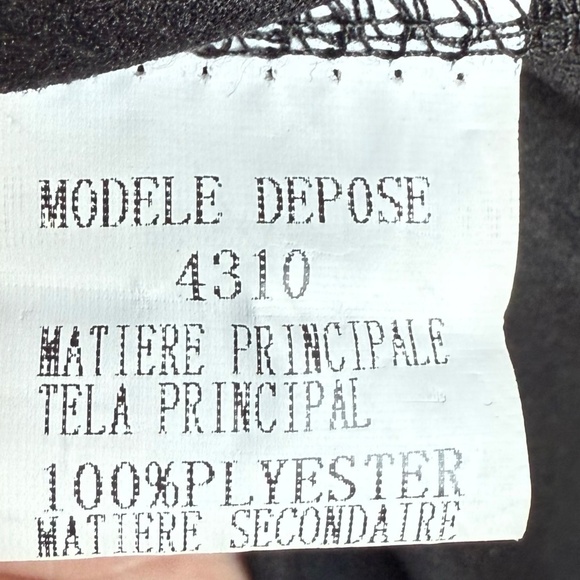 MODELE DEPOSE
4310
MATIERE PRINCIPALE
TELA PRINCIPAL
100%PLYESTER
MATIERE SECONDAIRE